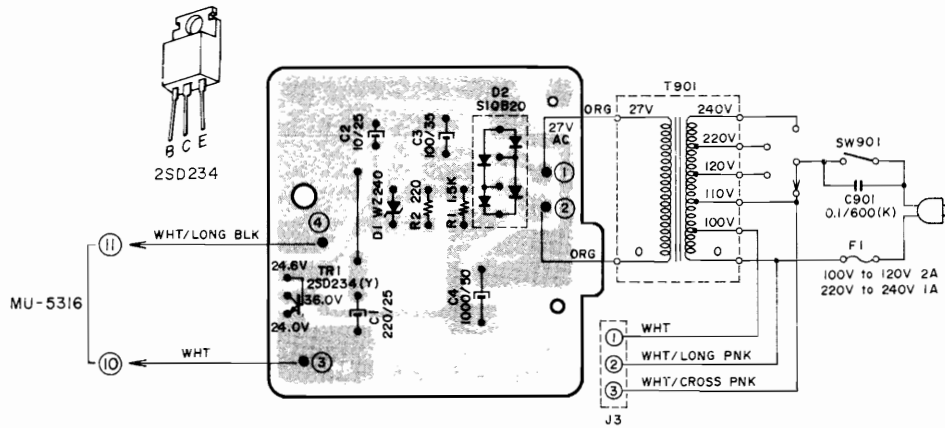 B C E
2SD234
D2
S1QB20
C2
10/25
C3
100/35
27V
AC
1
2
D1 WZ240
R2 220
R1 1.5K
4
24.6V
TR1
2SD234(Y)
36.0V
24.0V
C1
220/25
C4
1000/50
3
11
WHT/LONG BLK
MU-5316
10
WHT
ORG
ORG
T901
27V
0
240V
220V
120V
110V
100V
0
SW901
C901
0.1/600(K)
F1
100V to 120V 2A
220V to 240V 1A
1
WHT
2
WHT/LONG PNK
3
WHT/CROSS PNK
J3